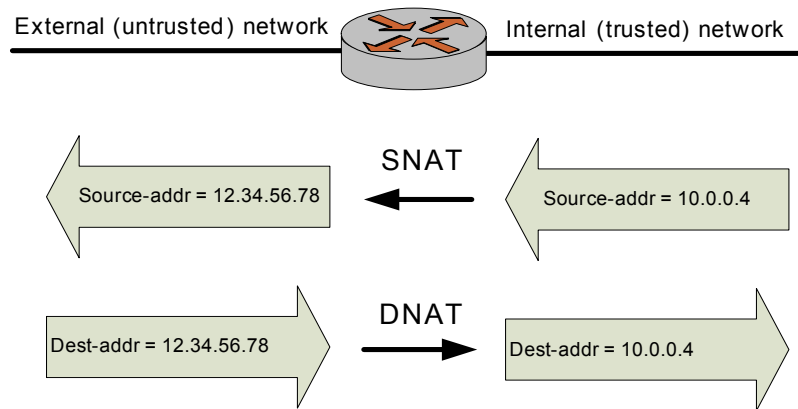 External (untrusted) network
Internal (trusted) network
SNAT
Source-addr = 12.34.56.78
Source-addr = 10.0.0.4
DNAT
Dest-addr = 12.34.56.78
Dest-addr = 10.0.0.4